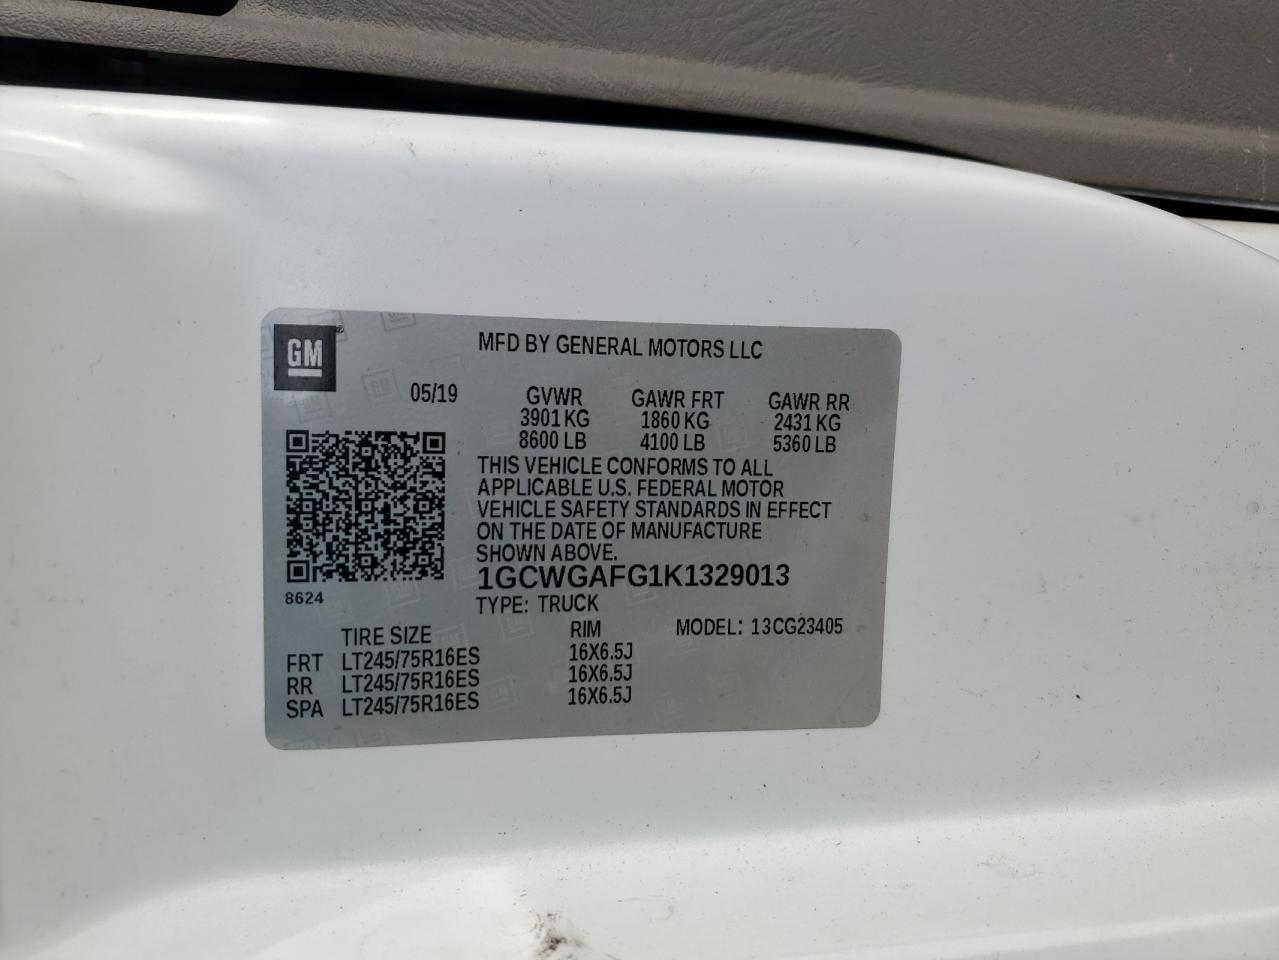 GM®
MFD BY GENERAL MOTORS LLC
05/19 GVWR GAWR FRT GAWR RR
3901 KG 1860 KG 2431 KG
8600 LB 4100 LB 5360 LB
THIS VEHICLE CONFORMS TO ALL
APPLICABLE U.S. FEDERAL MOTOR
VEHICLE SAFETY STANDARDS IN EFFECT
ON THE DATE OF MANUFACTURE
SHOWN ABOVE.
1GCWGAFG1K1329013
8624
TYPE: TRUCK
TIRE SIZE RIM MODEL: 13CG23405
FRT LT245/75R16ES 16X6.5J
RR LT245/75R16ES 16X6.5J
SPA LT245/75R16ES 16X6.5J